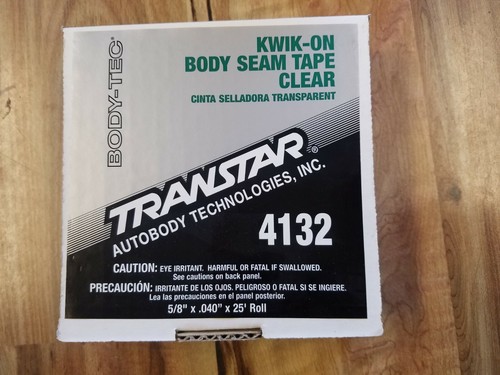 BODY-TEC®
KWIK-ON
BODY SEAM TAPE
CLEAR
CINTA SELLADORA TRANSPARENT
TRANSTAR®
AUTOBODY TECHNOLOGIES, INC.
4132
CAUTION: EYE IRRITANT. HARMFUL OR FATAL IF SWALLOWED.
See cautions on back panel.
PRECAUCIÓN: IRRITANTE DE LOS OJOS. PELIGROSO O FATAL SI SE INGIERE.
Lea las precauciones en el panel posterior.
5/8" x .040" x 25' Roll